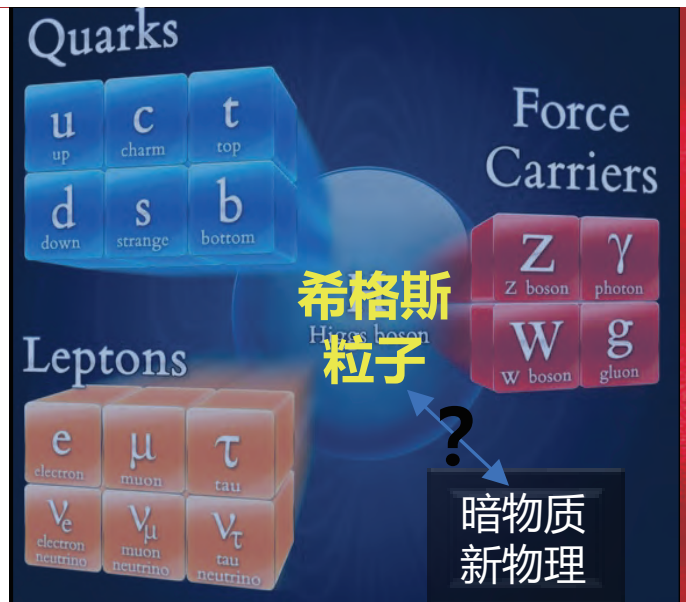 Quarks
u
up
c
charm
t
top
d
down
s
strange
b
bottom
Force
Carriers
Z
Z boson
γ
photon
W
W boson
g
gluon
希格斯
Higgs boson
粒子
Leptons
e
electron
μ
muon
τ
tau
νe
electron
neutrino
νμ
muon
neutrino
ντ
tau
neutrino
?
暗物质
新物理